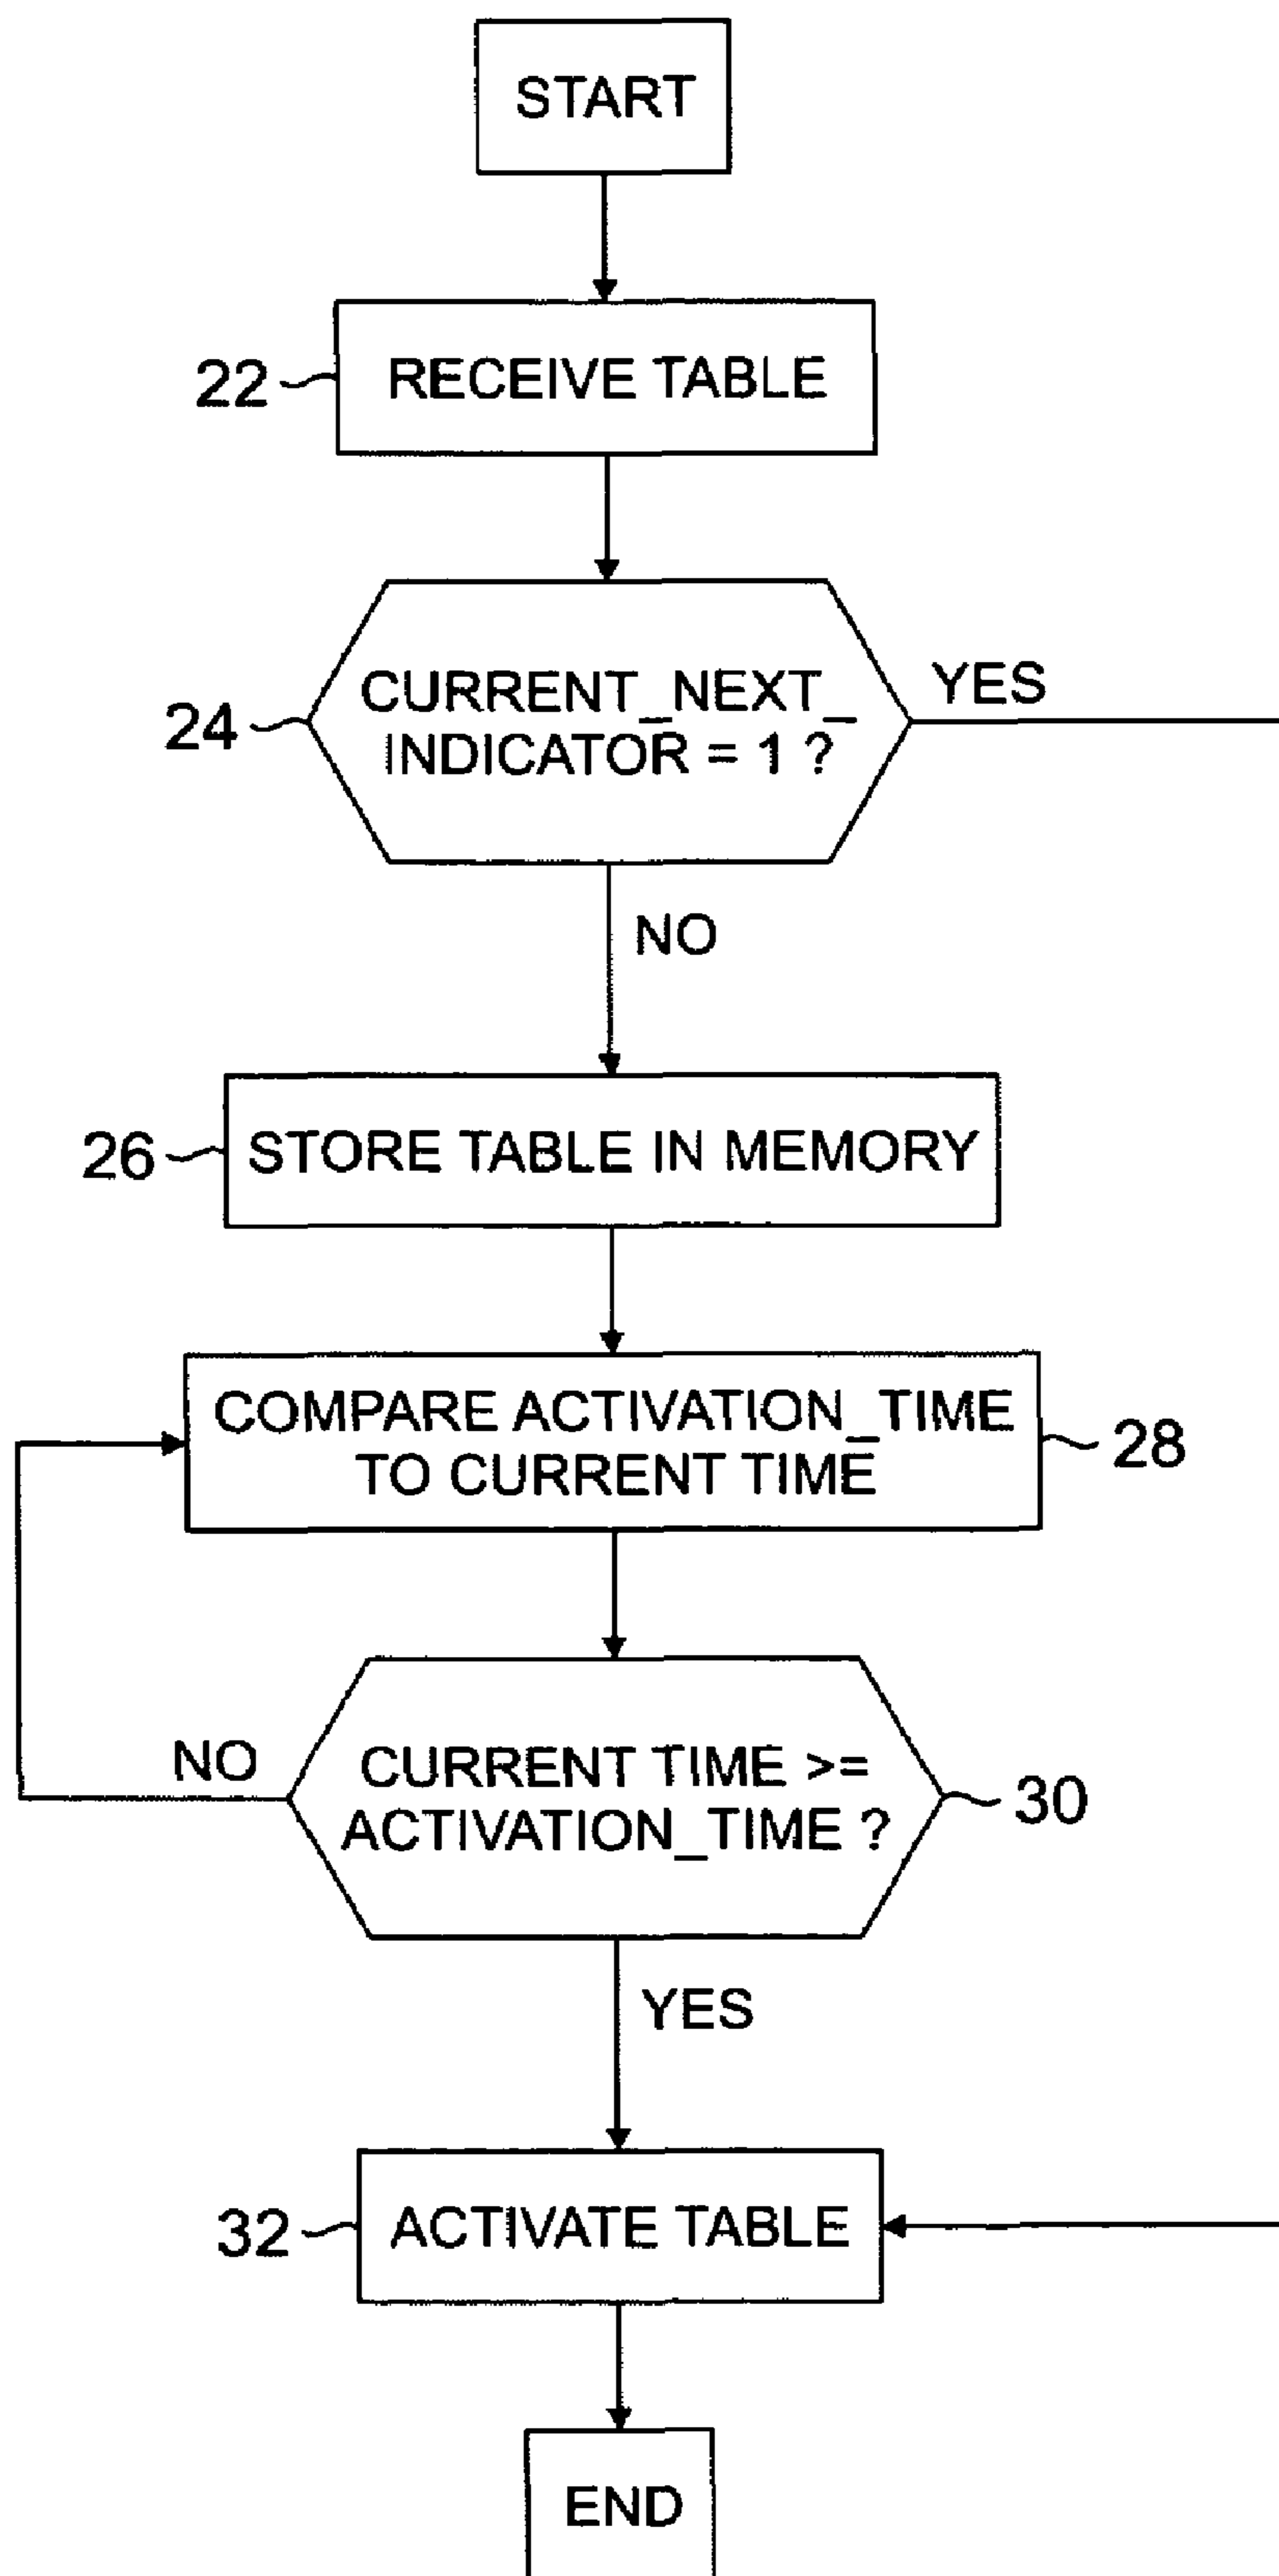 START
22
RECEIVE TABLE
24
CURRENT_NEXT_
INDICATOR = 1 ?
YES
NO
26
STORE TABLE IN MEMORY
COMPARE ACTIVATION_TIME
TO CURRENT TIME
28
NO
CURRENT TIME >=
ACTIVATION_TIME ?
30
YES
32
ACTIVATE TABLE
END